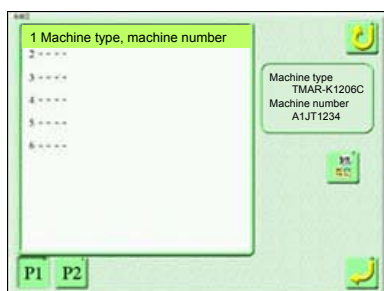 1 Machine type, machine number
2 - - - -
3 - - - -
4 - - - -
5 - - - -
6 - - - -
Machine type
TMAR-K1206C
Machine number
A1JT1234
P1 P2